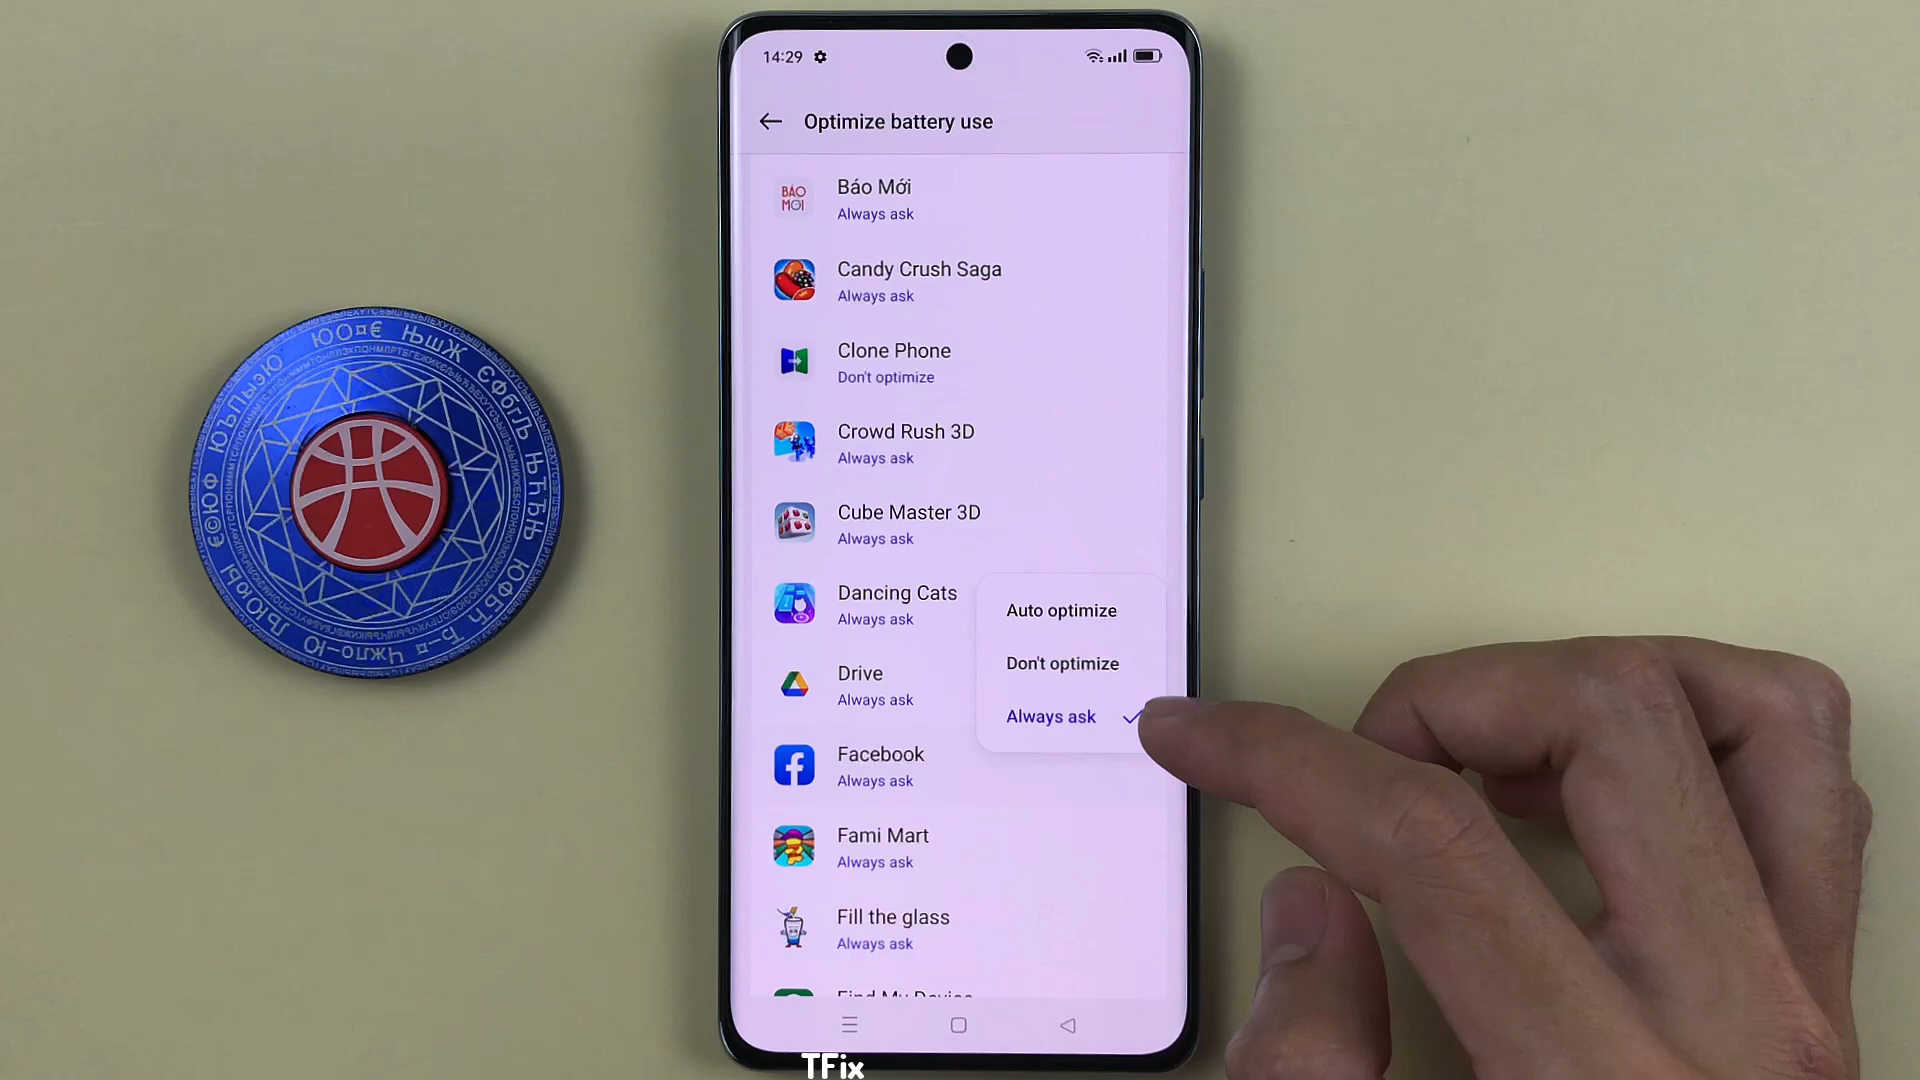 14:29
Optimize battery use
BÁO
MỚI
Báo Mới
Always ask
Candy Crush Saga
Always ask
Clone Phone
Don't optimize
Crowd Rush 3D
Always ask
Cube Master 3D
Always ask
Dancing Cats
Always ask
Auto optimize
Don't optimize
Always ask
Drive
Always ask
Facebook
Always ask
Fami Mart
Always ask
Fill the glass
Always ask
Find My Device
TFix